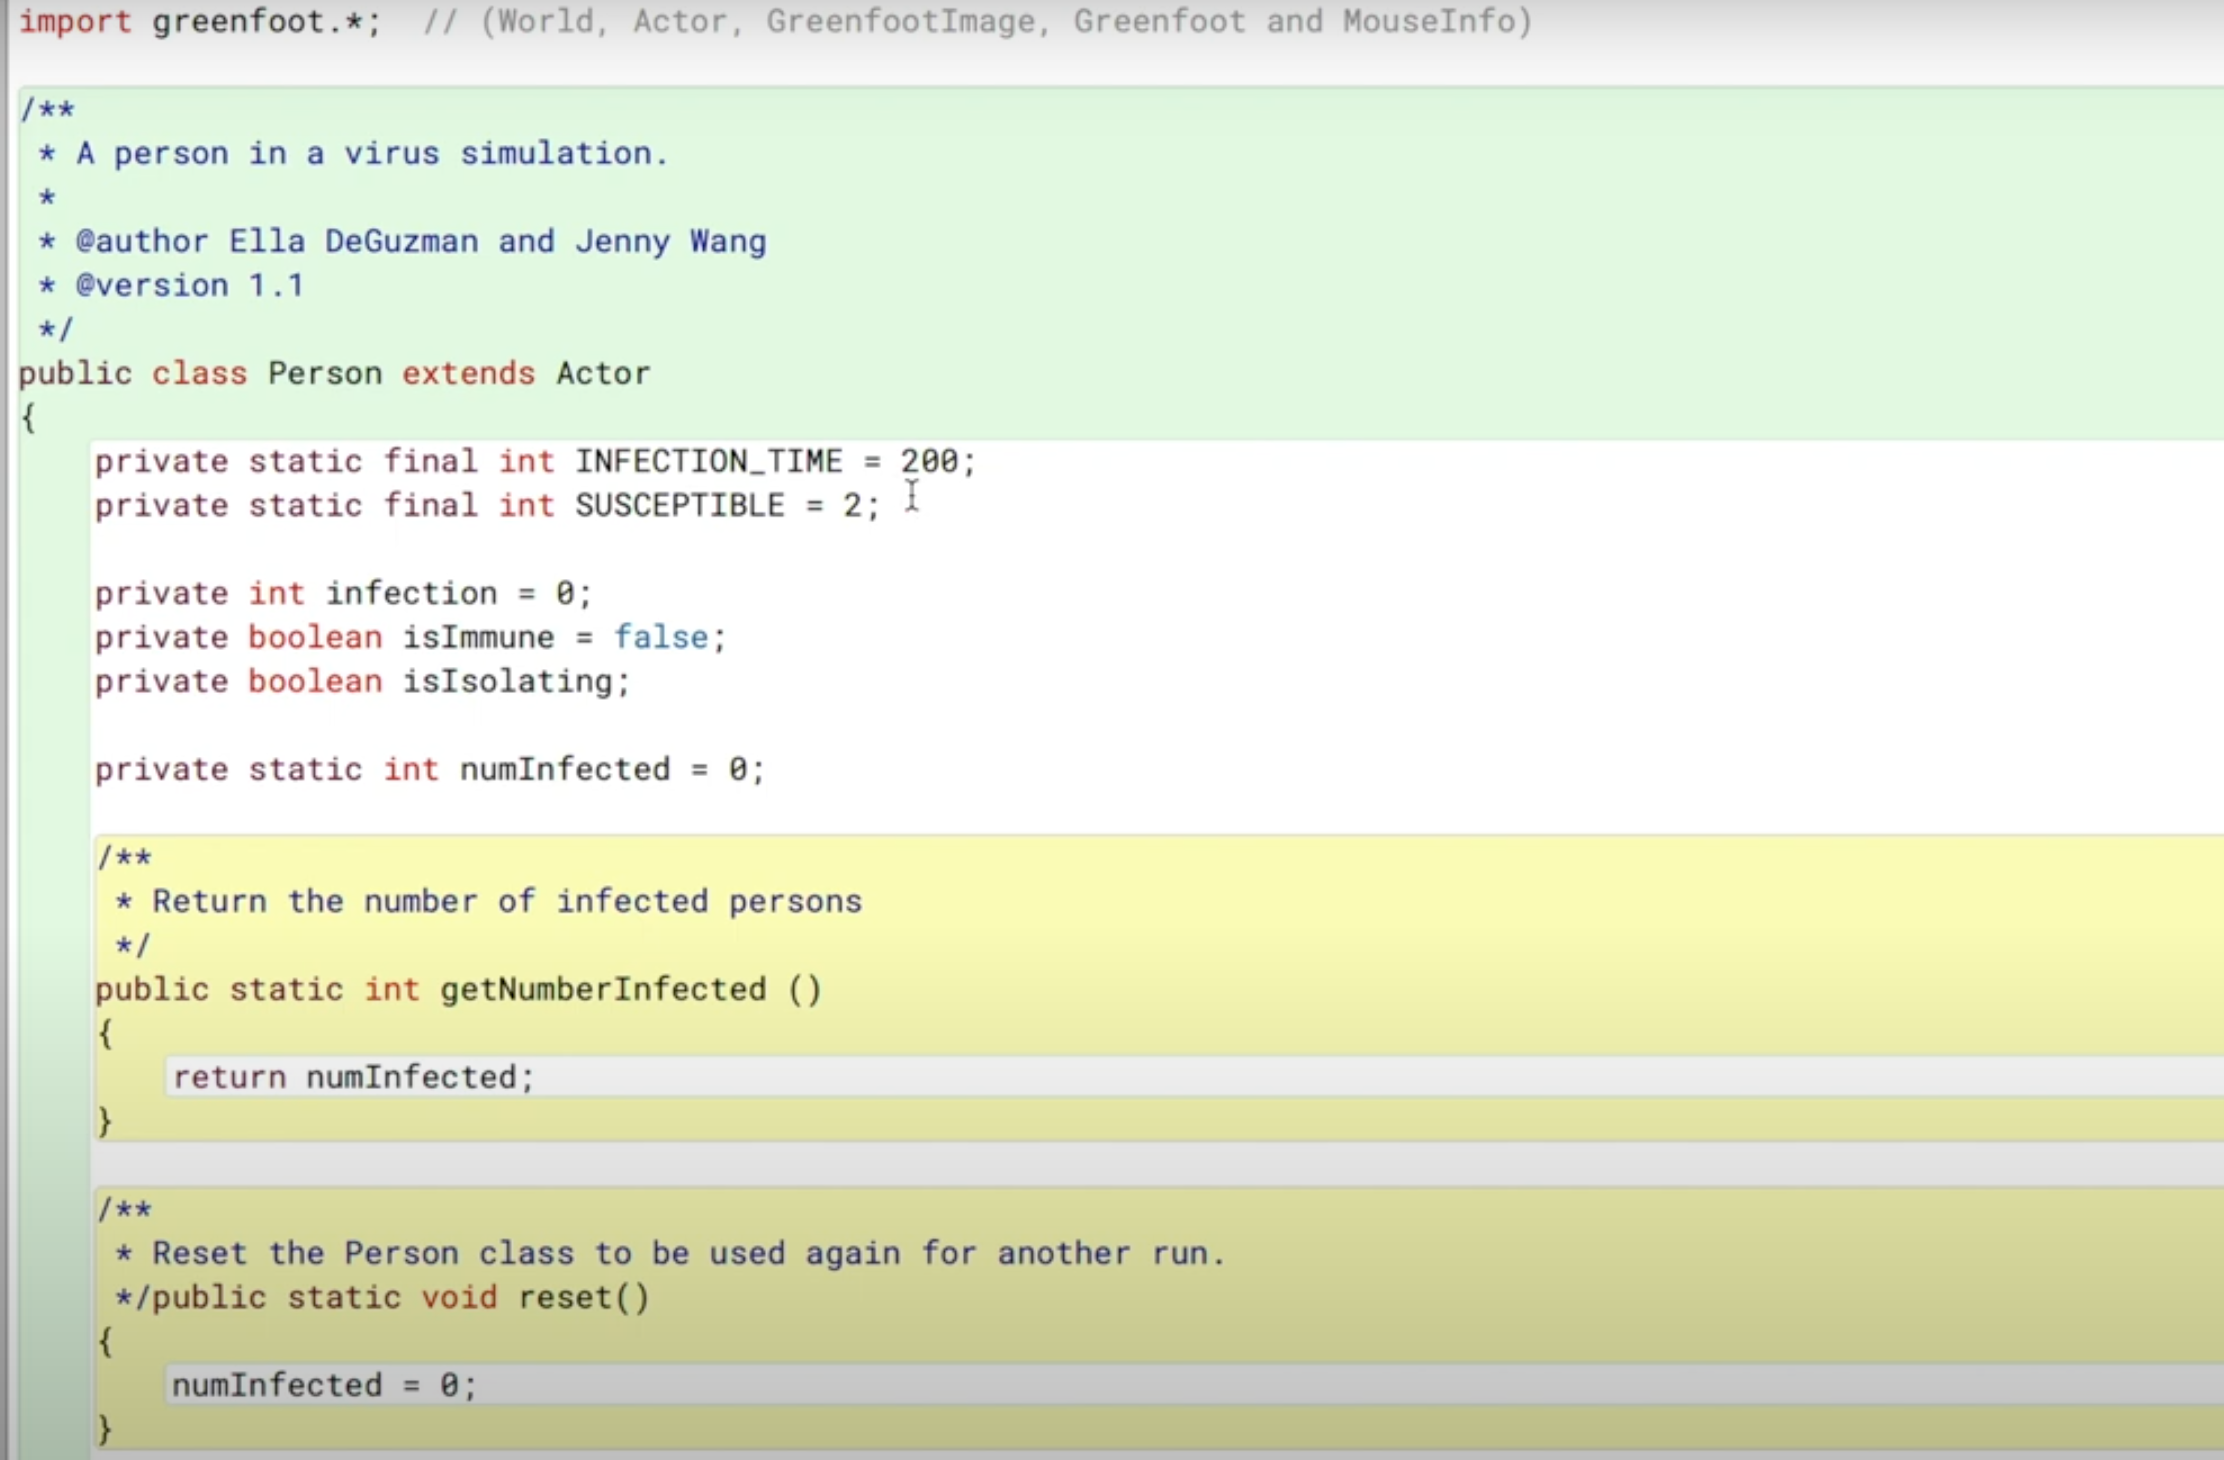 import greenfoot.*;  // (World, Actor, GreenfootImage, Greenfoot and MouseInfo)

/**
 * A person in a virus simulation.
 *
 * @author Ella DeGuzman and Jenny Wang
 * @version 1.1
 */
public class Person extends Actor
{
    private static final int INFECTION_TIME = 200;
    private static final int SUSCEPTIBLE = 2;

    private int infection = 0;
    private boolean isImmune = false;
    private boolean isIsolating;

    private static int numInfected = 0;

    /**
     * Return the number of infected persons
     */
    public static int getNumberInfected ()
    {
        return numInfected;
    }

    /**
     * Reset the Person class to be used again for another run.
     */public static void reset()
    {
        numInfected = 0;
    }